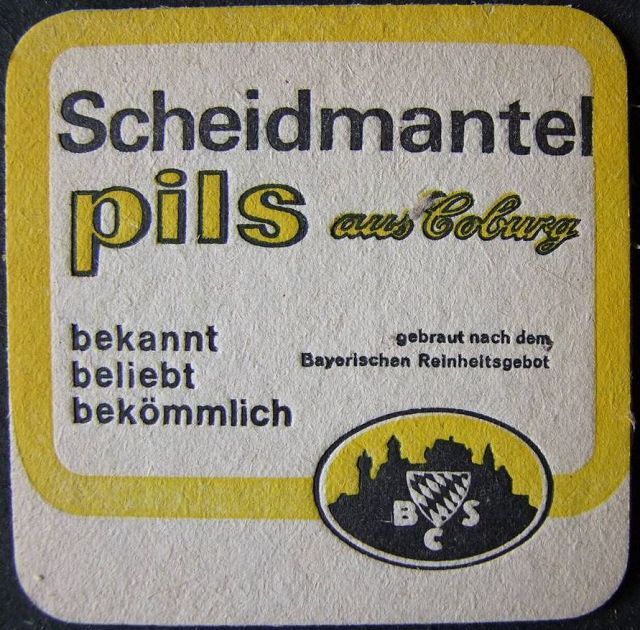 Scheidmantel
pils aus Coburg
bekannt
beliebt
bekömmlich
gebraut nach dem
Bayerischen Reinheitsgebot
B S
C